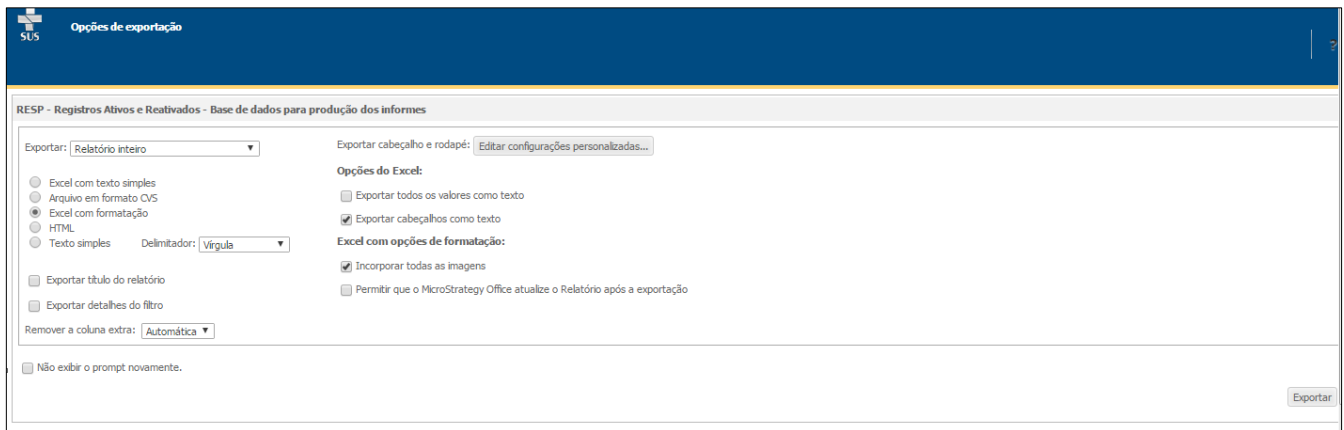 SUS
Opções de exportação
?
RESP - Registros Ativos e Reativados - Base de dados para produção dos informes
Exportar: Relatório inteiro
Excel com texto simples
Arquivo em formato CVS
Excel com formatação
HTML
Texto simples Delimitador: Vírgula
Exportar título do relatório
Exportar detalhes do filtro
Remover a coluna extra: Automática
Exportar cabeçalho e rodapé: Editar configurações personalizadas...
Opções do Excel:
Exportar todos os valores como texto
Exportar cabeçalhos como texto
Excel com opções de formatação:
Incorporar todas as imagens
Permitir que o MicroStrategy Office atualize o Relatório após a exportação
Não exibir o prompt novamente.
Exportar